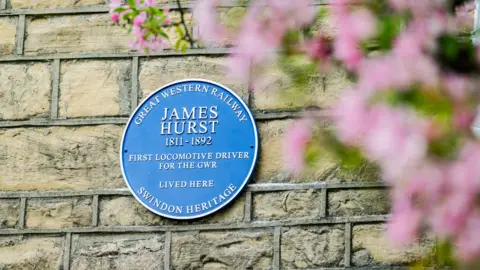 GREAT WESTERN RAILWAY
JAMES
HURST
1811-1892
FIRST LOCOMOTIVE DRIVER
FOR THE GWR
LIVED HERE
SWINDON HERITAGE